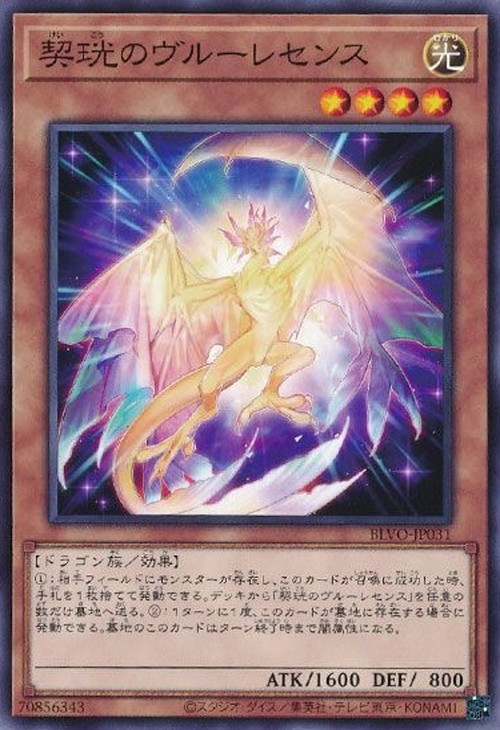 契珖のヴルーレセンス
光
BLVO-JP031
【ドラゴン族/効果】
①:相手フィールドにモンスターが存在し、このカードが召喚に成功した時、
手札を1枚捨てて発動できる。デッキから「契珖のヴルーレセンス」を任意の
数だけ墓地へ送る。②:1ターンに1度、このカードが墓地に存在する場合に
発動できる。墓地のこのカードはターン終了時まで闇属性になる。
ATK/1600 DEF/ 800
70856343 ©スタジオ・ダイス/集英社・テレビ東京・KONAMI